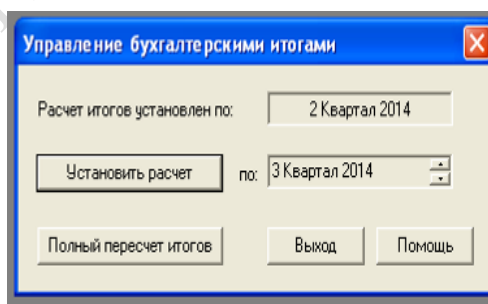 Управление бухгалтерскими итогами
Расчет итогов установлен по: 2 Квартал 2014
Установить расчет по: 3 Квартал 2014
Полный пересчет итогов Выход Помощь